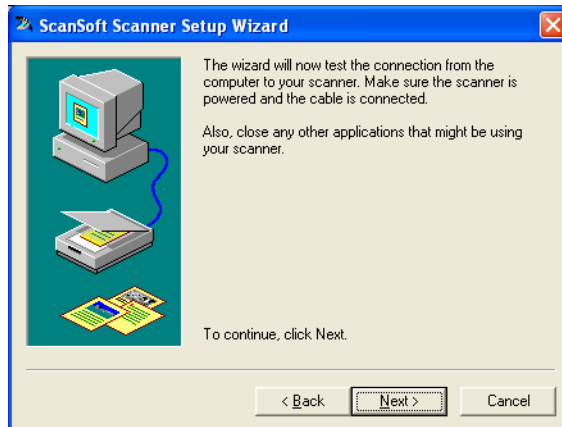 ScanSoft Scanner Setup Wizard
The wizard will now test the connection from the
computer to your scanner. Make sure the scanner is
powered and the cable is connected.
Also, close any other applications that might be using
your scanner.
To continue, click Next.
< Back Next > Cancel